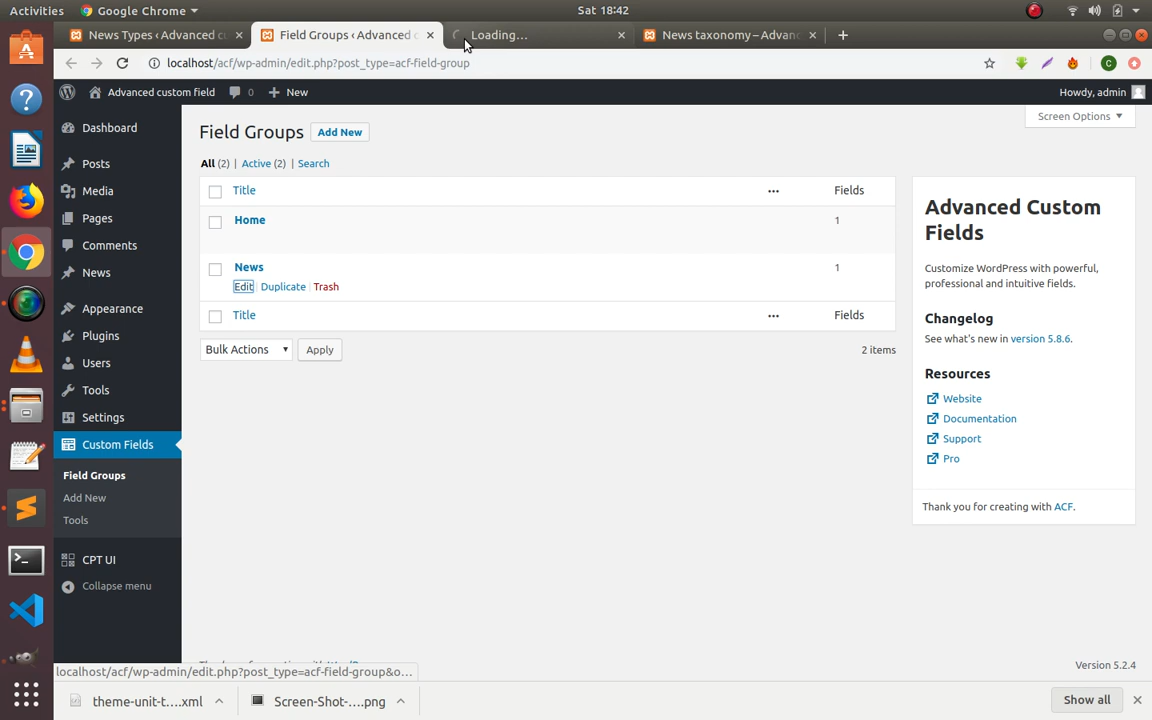 Activities
Google Chrome
Sat 18:42
News Types ‹ Advanced cu
Field Groups ‹ Advanced c
Loading...
News taxonomy – Advanc
localhost/acf/wp-admin/edit.php?post_type=acf-field-group
C
Advanced custom field
0
New
Howdy, admin
Dashboard
Posts
Media
Pages
Comments
News
Appearance
Plugins
Users
Tools
Settings
Custom Fields
Field Groups
Add New
Tools
CPT UI
Collapse menu
Screen Options
Field Groups
Add New
All (2) | Active (2) | Search
Title
Fields
Home
1
News
1
Edit | Duplicate | Trash
Title
Fields
Bulk Actions
Apply
2 items
Advanced Custom
Fields
Customize WordPress with powerful,
professional and intuitive fields.
Changelog
See what's new in version 5.8.6.
Resources
Website
Documentation
Support
Pro
Thank you for creating with ACF.
Version 5.2.4
localhost/acf/wp-admin/edit.php?post_type=acf-field-group&o...
theme-unit-t....xml
Screen-Shot-....png
Show all